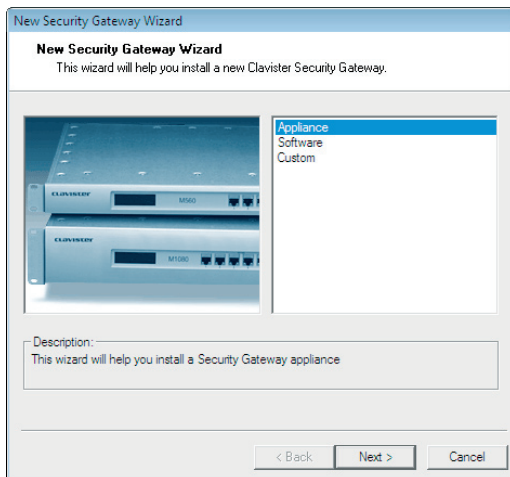 New Security Gateway Wizard
New Security Gateway Wizard
This wizard will help you install a new Clavister Security Gateway.
CLAVISTER
M560
CLAVISTER
M1080
Appliance
Software
Custom
Description:
This wizard will help you install a Security Gateway appliance
< Back
Next >
Cancel